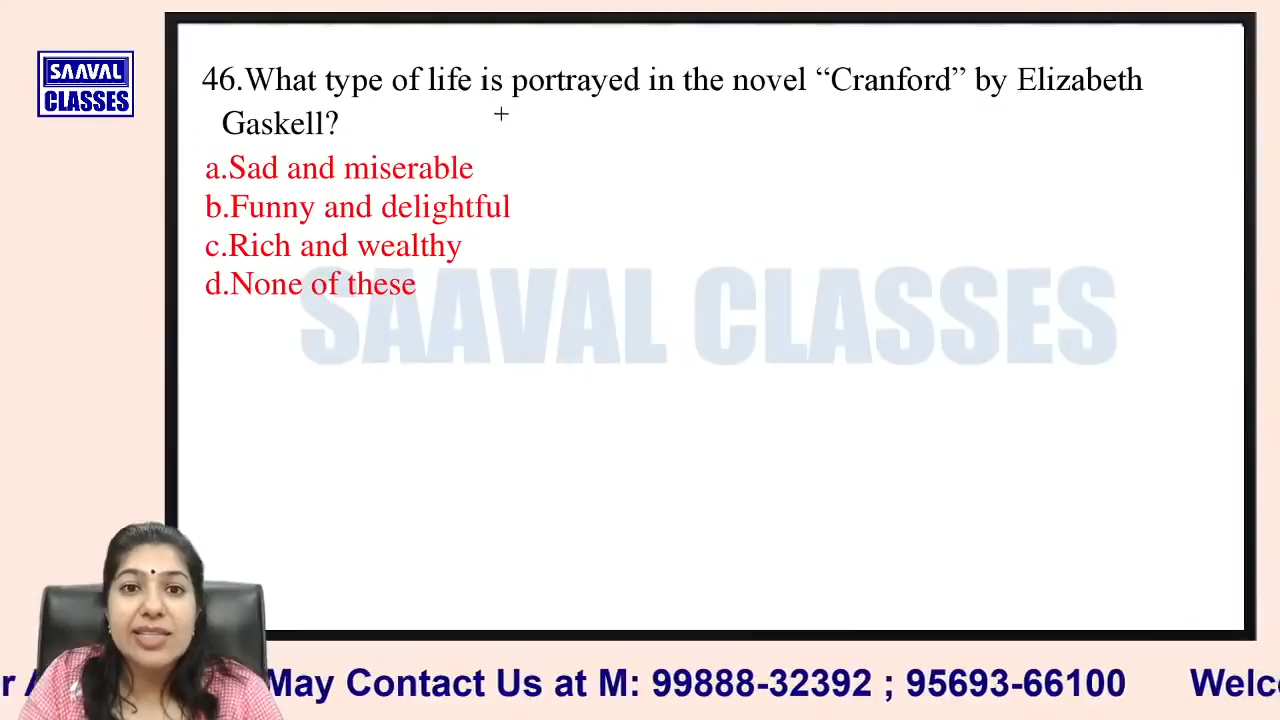 SAAVAL
CLASSES
46.What type of life is portrayed in the novel “Cranford” by Elizabeth
Gaskell?
a.Sad and miserable
b.Funny and delightful
c.Rich and wealthy
d.None of these
SAAVAL CLASSES
May Contact Us at M: 99888-32392 ; 95693-66100